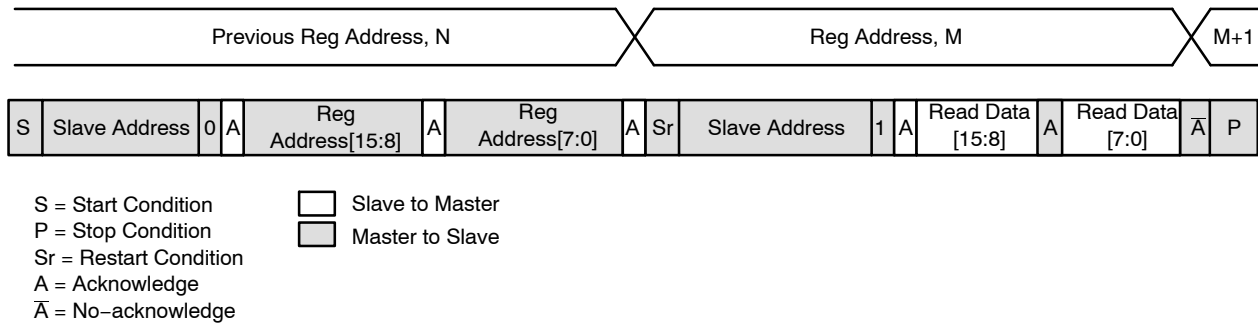 Previous Reg Address, N Reg Address, M M+1
S Slave Address 0 A Reg Address[15:8] A Reg Address[7:0] A Sr Slave Address 1 A Read Data [15:8] A Read Data [7:0] A̅ P
S = Start Condition
P = Stop Condition
Sr = Restart Condition
A = Acknowledge
A̅ = No−acknowledge
Slave to Master
Master to Slave